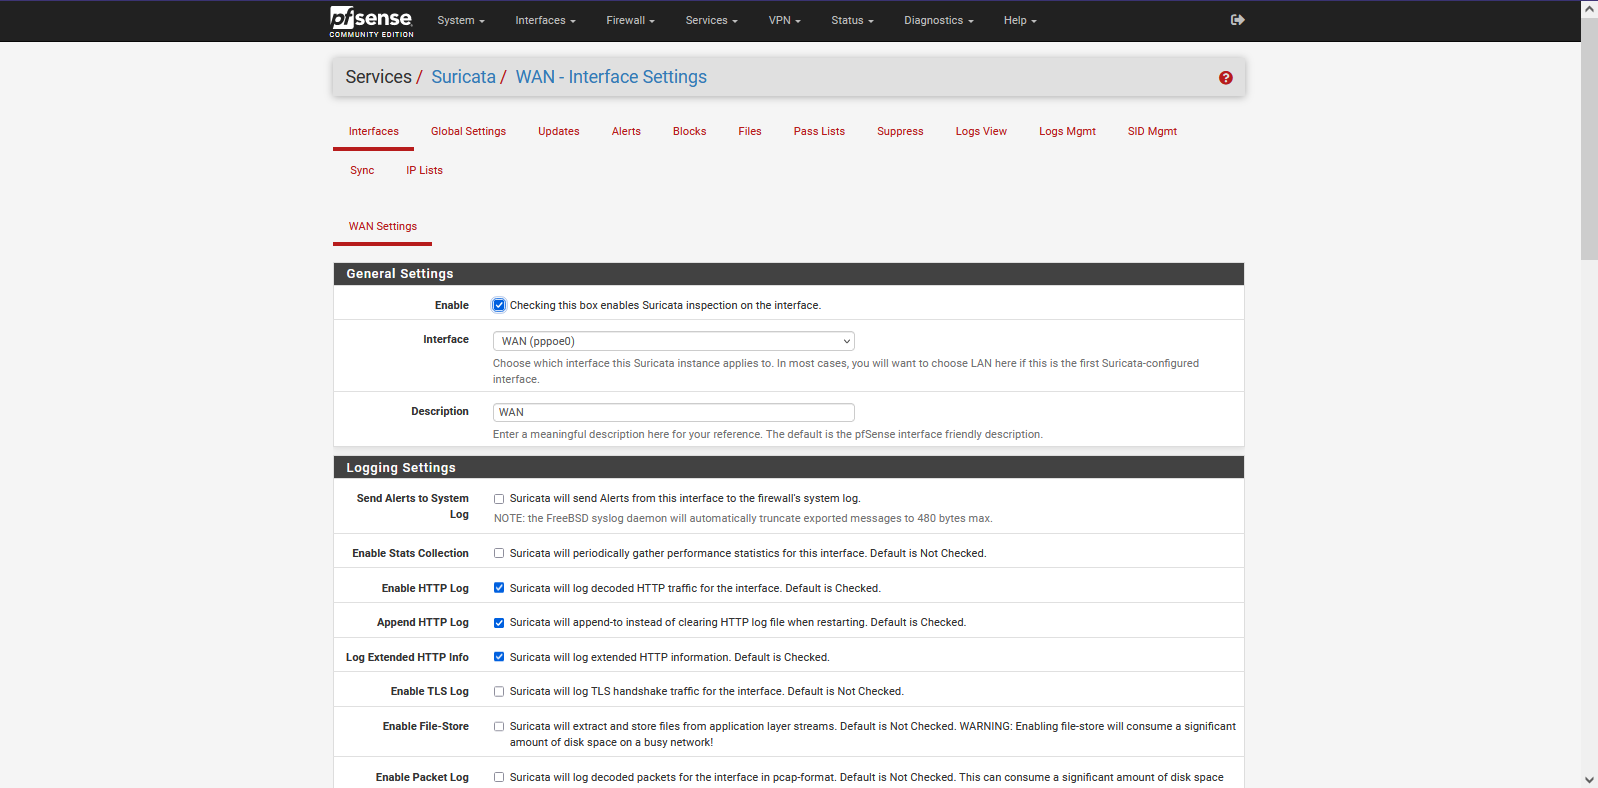 pfsense
COMMUNITY EDITION
System Interfaces Firewall Services VPN Status Diagnostics Help
Services / Suricata / WAN - Interface Settings
Interfaces Global Settings Updates Alerts Blocks Files Pass Lists Suppress Logs View Logs Mgmt SID Mgmt
Sync IP Lists
WAN Settings
General Settings
Enable Checking this box enables Suricata inspection on the interface.
Interface WAN (pppoe0)
Choose which interface this Suricata instance applies to. In most cases, you will want to choose LAN here if this is the first Suricata-configured
interface.
Description WAN
Enter a meaningful description here for your reference. The default is the pfSense interface friendly description.
Logging Settings
Send Alerts to System
Log
Suricata will send Alerts from this interface to the firewall's system log.
NOTE: the FreeBSD syslog daemon will automatically truncate exported messages to 480 bytes max.
Enable Stats Collection Suricata will periodically gather performance statistics for this interface. Default is Not Checked.
Enable HTTP Log Suricata will log decoded HTTP traffic for the interface. Default is Checked.
Append HTTP Log Suricata will append-to instead of clearing HTTP log file when restarting. Default is Checked.
Log Extended HTTP Info Suricata will log extended HTTP information. Default is Checked.
Enable TLS Log Suricata will log TLS handshake traffic for the interface. Default is Not Checked.
Enable File-Store Suricata will extract and store files from application layer streams. Default is Not Checked. WARNING: Enabling file-store will consume a significant
amount of disk space on a busy network!
Enable Packet Log Suricata will log decoded packets for the interface in pcap-format. Default is Not Checked. This can consume a significant amount of disk space